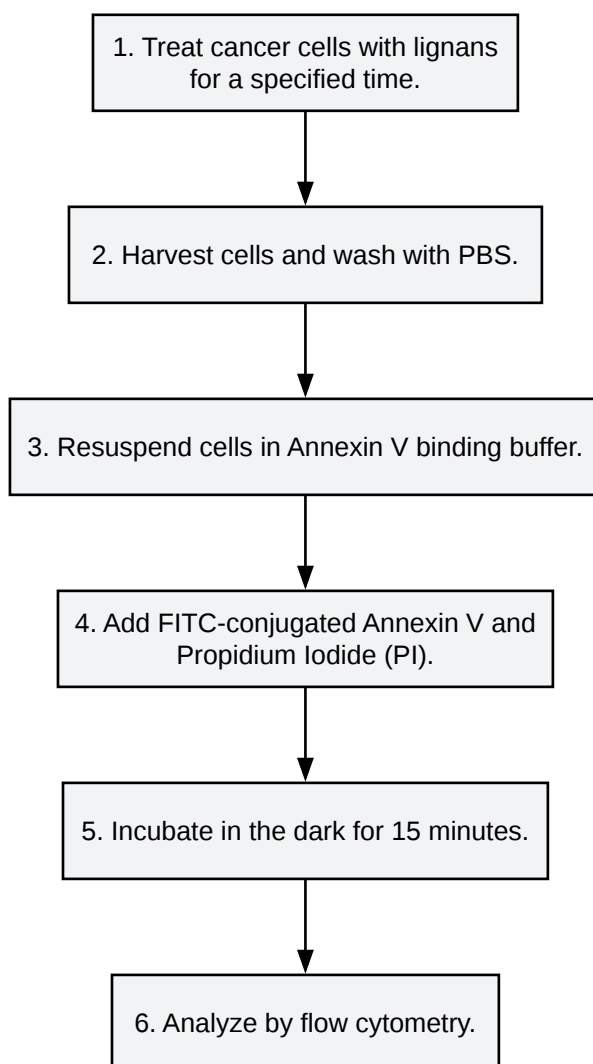 1. Treat cancer cells with lignans
for a specified time.
2. Harvest cells and wash with PBS.
3. Resuspend cells in Annexin V binding buffer.
4. Add FITC-conjugated Annexin V and
Propidium Iodide (PI).
5. Incubate in the dark for 15 minutes.
6. Analyze by flow cytometry.